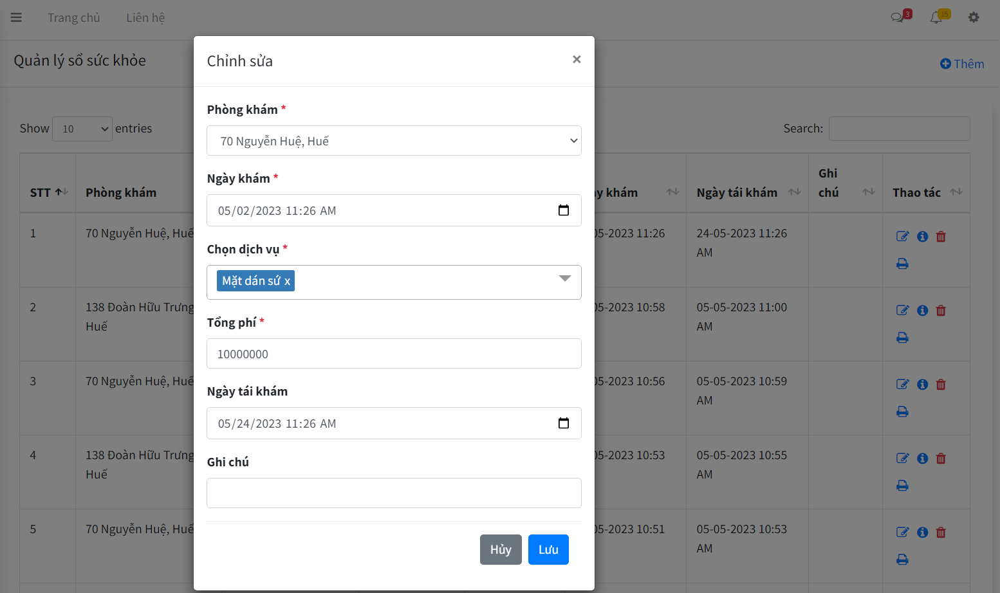 Trang chủ
Liên hệ
3
15
Quản lý sổ sức khỏe
Thêm
Show 10 entries
Search:
STT
Phòng khám
khám
Ngày tái khám
Ghi
chú
Thao tác
1
70 Nguyễn Huệ, Huế
05-2023 11:26
24-05-2023 11:26
AM
2
138 Đoàn Hữu Trưng
Huế
05-2023 10:58
05-05-2023 11:00
AM
3
70 Nguyễn Huệ, Huế
05-2023 10:56
05-05-2023 10:59
AM
4
138 Đoàn Hữu Trưng
Huế
05-2023 10:53
05-05-2023 10:55
AM
5
70 Nguyễn Huệ, Huế
05-2023 10:51
05-05-2023 10:53
AM
Chỉnh sửa
×
Phòng khám *
70 Nguyễn Huệ, Huế
Ngày khám *
05/02/2023 11:26 AM
Chọn dịch vụ *
Mặt dán sứ x
Tổng phí *
10000000
Ngày tái khám
05/24/2023 11:26 AM
Ghi chú
Hủy
Lưu